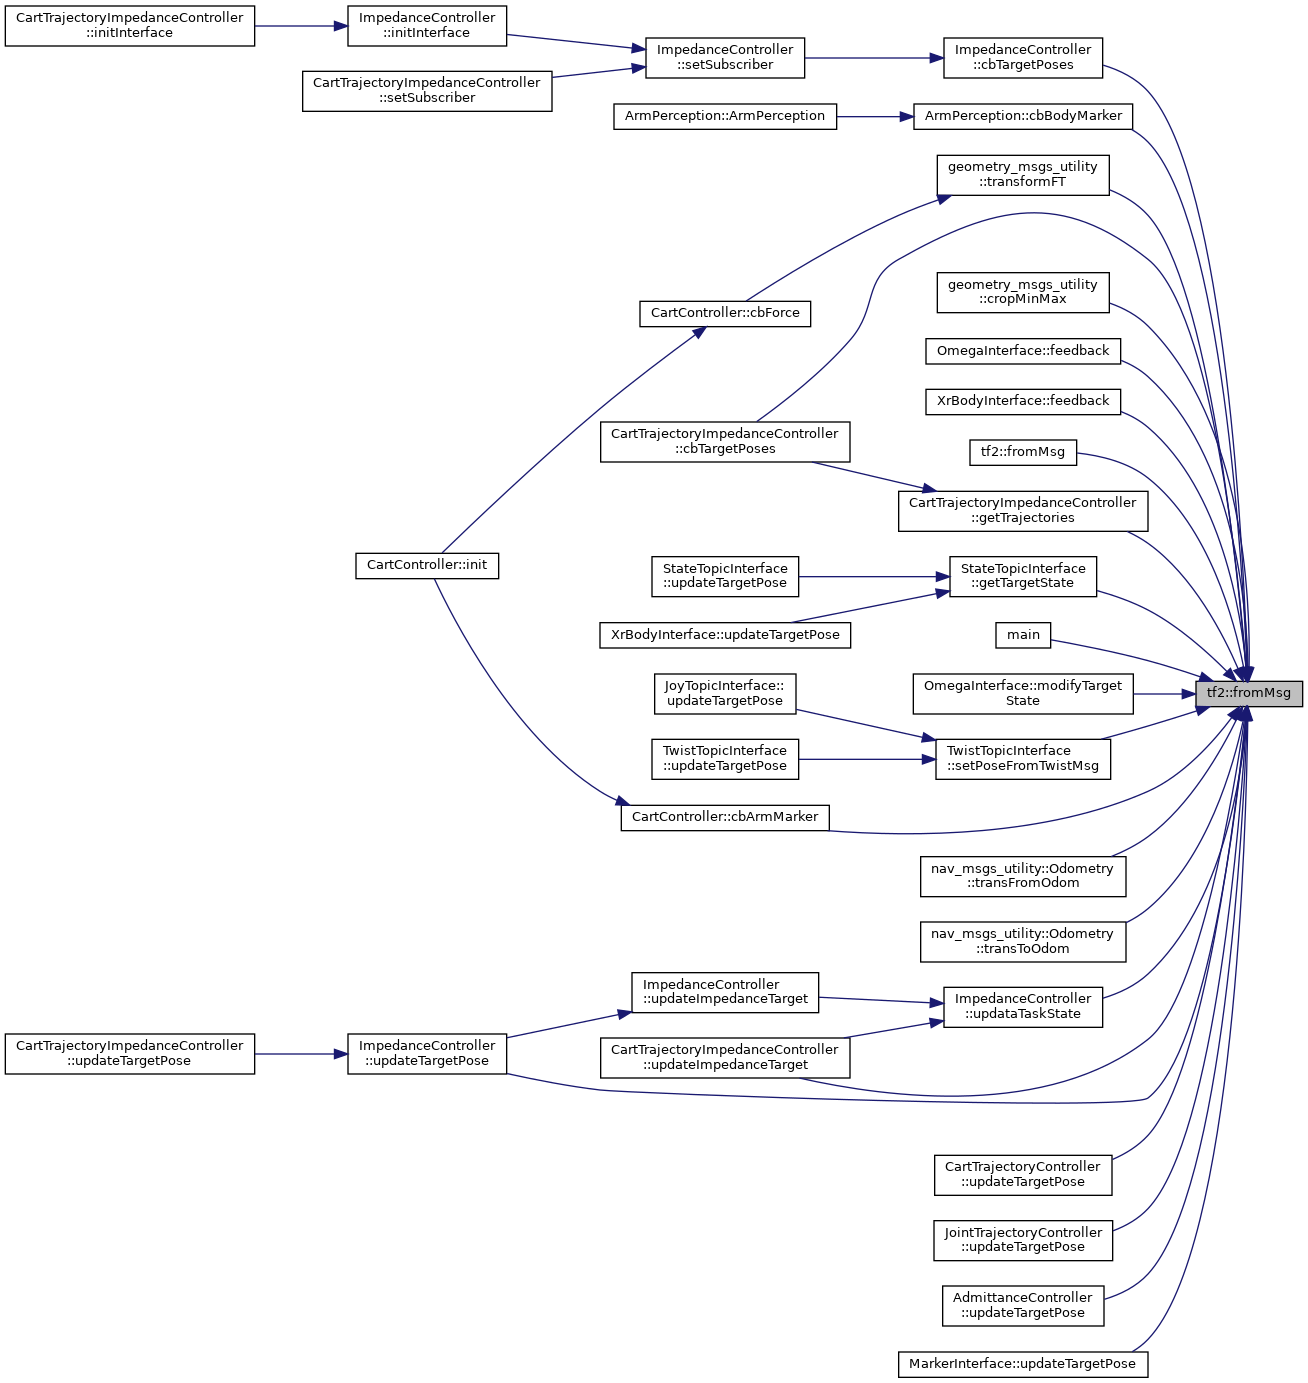 CartTrajectoryImpedanceController
::initInterface
ImpedanceController
::initInterface
CartTrajectoryImpedanceController
::setSubscriber
ImpedanceController
::setSubscriber
ImpedanceController
::cbTargetPoses
ArmPerception::ArmPerception
ArmPerception::cbBodyMarker
geometry_msgs_utility
::transformFT
geometry_msgs_utility
::cropMinMax
CartController::cbForce
OmegaInterface::feedback
XrBodyInterface::feedback
CartTrajectoryImpedanceController
::cbTargetPoses
tf2::fromMsg
CartTrajectoryImpedanceController
::getTrajectories
CartController::init
StateTopicInterface
::updateTargetPose
StateTopicInterface
::getTargetState
XrBodyInterface::updateTargetPose
main
JoyTopicInterface::
updateTargetPose
OmegaInterface::modifyTarget
State
tf2::fromMsg
TwistTopicInterface
::updateTargetPose
TwistTopicInterface
::setPoseFromTwistMsg
CartController::cbArmMarker
nav_msgs_utility::Odometry
::transFromOdom
nav_msgs_utility::Odometry
::transToOdom
ImpedanceController
::updateImpedanceTarget
ImpedanceController
::updataTaskState
CartTrajectoryImpedanceController
::updateTargetPose
ImpedanceController
::updateTargetPose
CartTrajectoryImpedanceController
::updateImpedanceTarget
CartTrajectoryController
::updateTargetPose
JointTrajectoryController
::updateTargetPose
AdmittanceController
::updateTargetPose
MarkerInterface::updateTargetPose